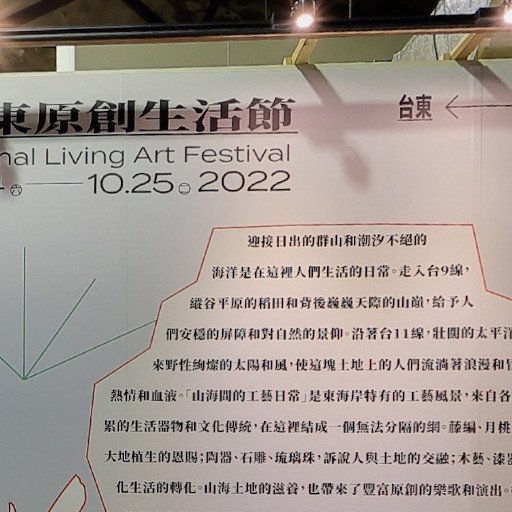 東原創生活節
nal Living Art Festival
10.25 2022
台東
迎接日出的群山和潮汐不絕的
海洋是在這裡人們生活的日常。走入台9線,
縱谷平原的稻田和背後巍巍天際的山嶺,給予人
們安穩的屏障和對自然的景仰。沿著台11線,壯闊的太平洋
來野性絢燦的太陽和風,使這塊土地上的人們流淌著浪漫和
熱情和血液。「山海間的工藝日常」是東海岸特有的工藝風景,來自各
累的生活器物和文化傳統,在這裡結成一個無法分隔的網。藤編、月桃
大地植生的恩賜;陶器、石雕、琉璃珠,訴說人與土地的交融;木藝、漆器
化生活的轉化。山海土地的滋養,也帶來了豐富原創的樂歌和演出。